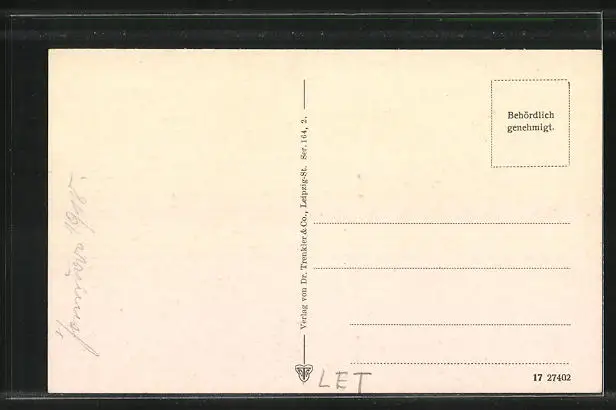 Behördlich
genehmigt.
Verlag von Dr. Trenkler & Co., Leipzig-St. Ser. 164, 2.
LET
17 27402